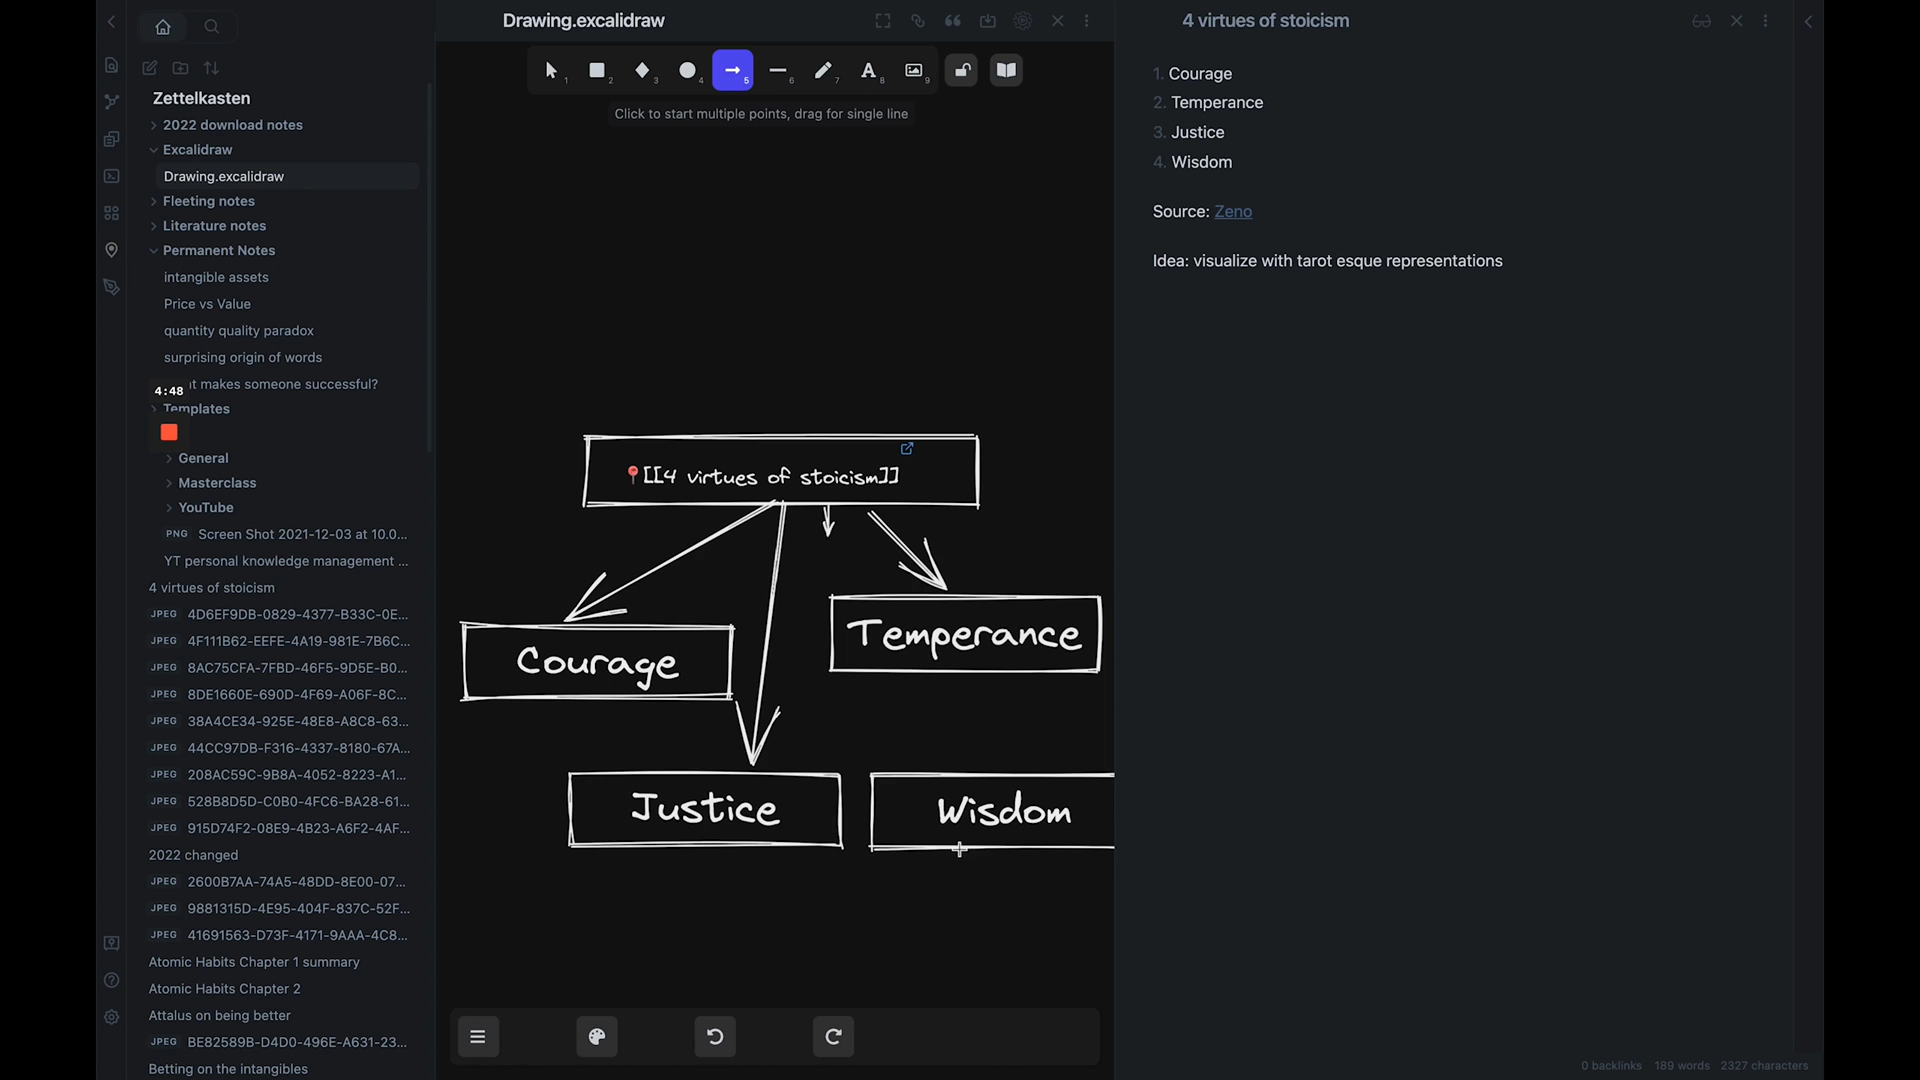 Zettelkasten
2022 download notes
Excalidraw
Drawing.excalidraw
Fleeting notes
Literature notes
Permanent Notes
intangible assets
Price vs Value
quantity quality paradox
surprising origin of words
4:48
t makes someone successful?
Templates
General
Masterclass
YouTube
PNG Screen Shot 2021-12-03 at 10.0...
YT personal knowledge management ...
4 virtues of stoicism
JPEG 4D6EF9DB-0829-4377-B33C-0E...
JPEG 4F111B62-EEFE-4A19-981E-7B6C...
JPEG 8AC75CFA-7FBD-46F5-9D5E-B0...
JPEG 8DE1660E-690D-4F69-A06F-8C...
JPEG 38A4CE34-925E-48E8-A8C8-63...
JPEG 44CC97DB-F316-4337-8180-67A...
JPEG 208AC59C-9B8A-4052-8223-A1...
JPEG 528B8D5D-C0B0-4FC6-BA28-61...
JPEG 915D74F2-08E9-4B23-A6F2-4AF...
2022 changed
JPEG 2600B7AA-74A5-48DD-8E00-07...
JPEG 9881315D-4E95-404F-837C-52F...
JPEG 41691563-D73F-4171-9AAA-4C8...
Atomic Habits Chapter 1 summary
Atomic Habits Chapter 2
Attalus on being better
JPEG BE82589B-D4D0-496E-A631-23...
Betting on the intangibles
Drawing.excalidraw
1 2 3 4 5 6 7 A 8 9
Click to start multiple points, drag for single line
[[4 virtues of stoicism]]
Courage
Temperance
Justice
Wisdom
4 virtues of stoicism
1. Courage
2. Temperance
3. Justice
4. Wisdom
Source: Zeno
Idea: visualize with tarot esque representations
0 backlinks 189 words 2327 characters